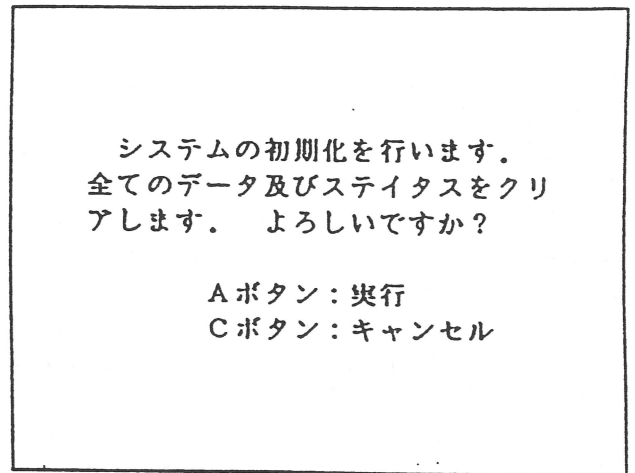 システムの初期化を行います．
全てのデータ及びステイタスをクリ
アします．　よろしいですか？
Aボタン：実行
Cボタン：キャンセル